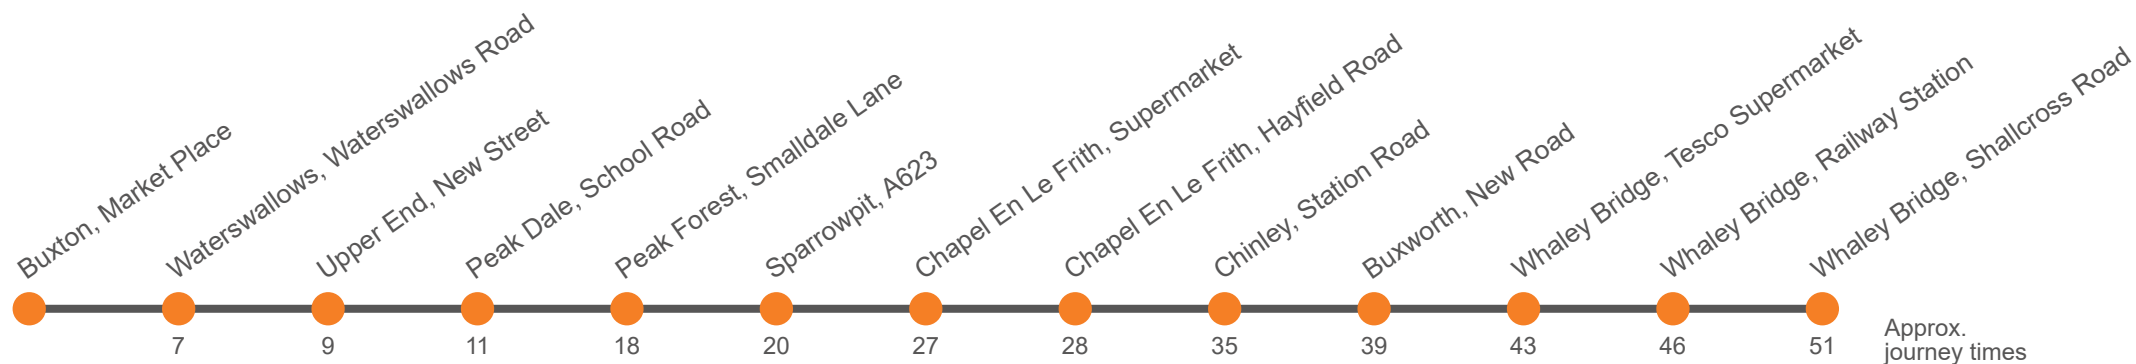 Buxton, Market Place
Waterswallows, Waterswallows Road
Upper End, New Street
Peak Dale, School Road
Peak Forest, Smalldale Lane
Sparrowpit, A623
Chapel En Le Frith, Supermarket
Chapel En Le Frith, Hayfield Road
Chinley, Station Road
Buxworth, New Road
Whaley Bridge, Tesco Supermarket
Whaley Bridge, Railway Station
Whaley Bridge, Shallcross Road
7 9 11 18 20 27 28 35 39 43 46 51
Approx.
journey times